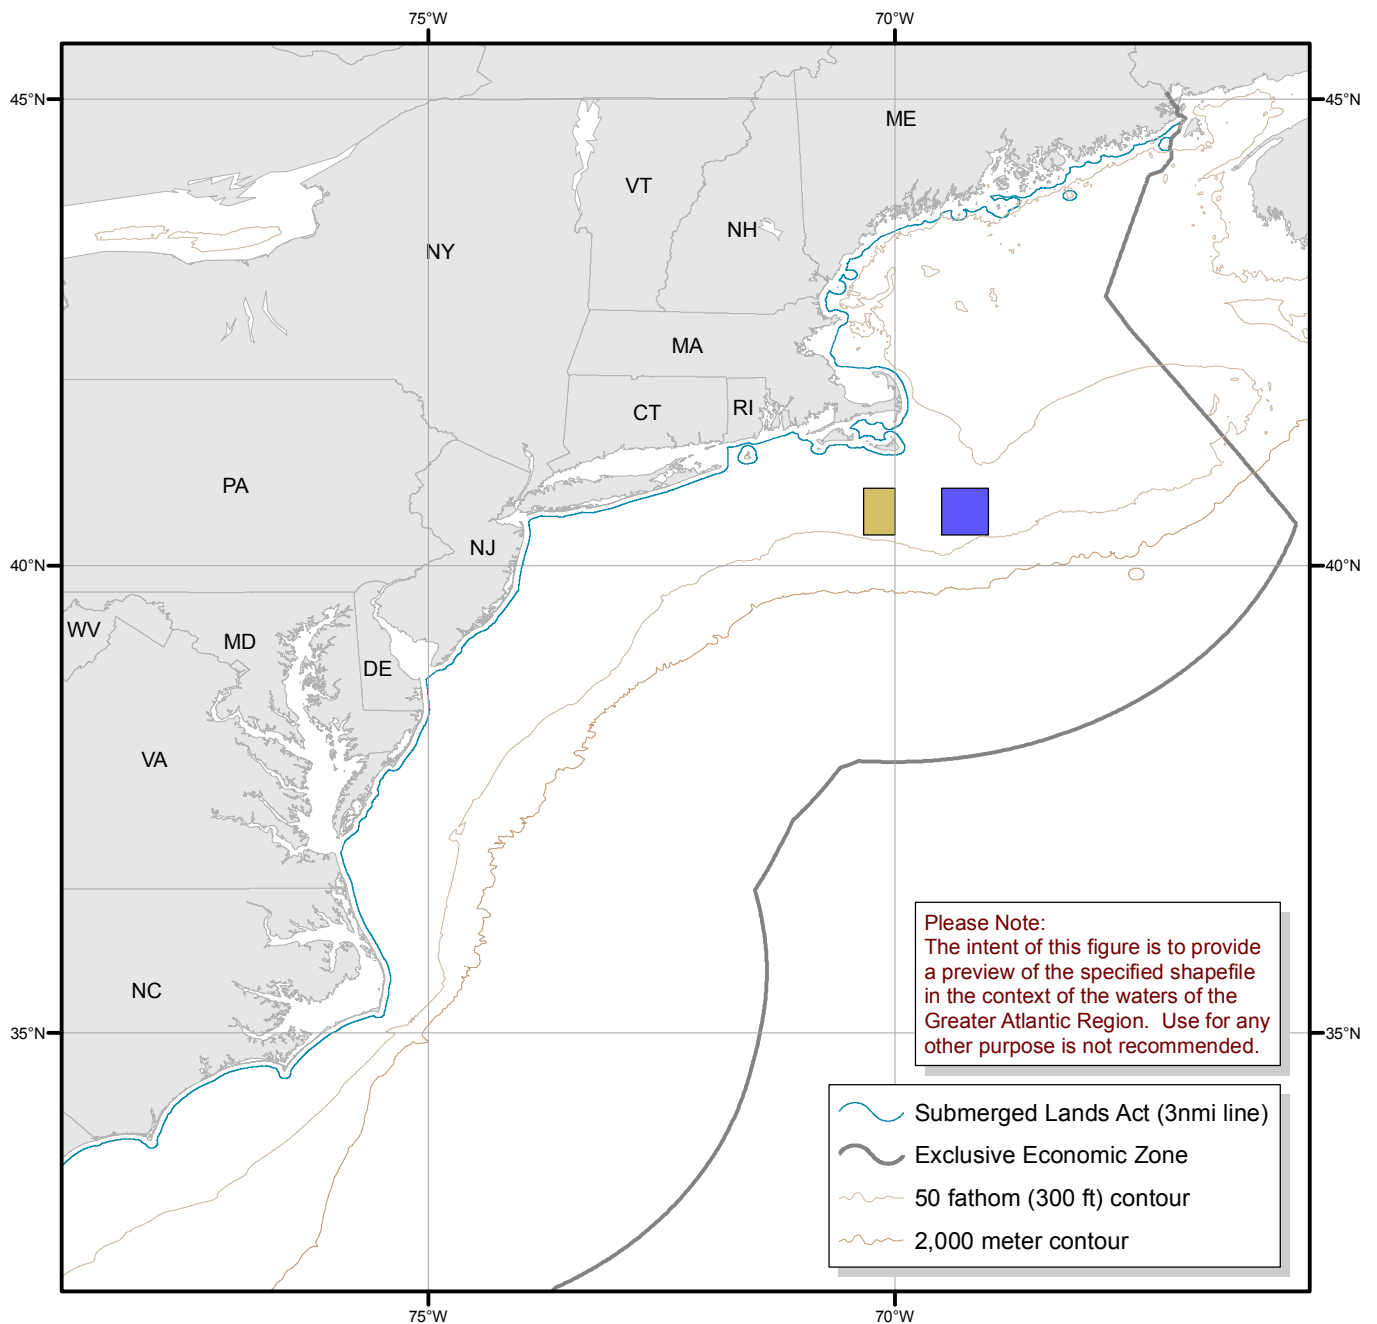 75°W 70°W
45°N 45°N
ME
VT
NH
NY
MA
CT RI
PA
NJ
40°N 40°N
WV
MD
DE
VA
NC
35°N 35°N
Please Note:
The intent of this figure is to provide
a preview of the specified shapefile
in the context of the waters of the
Greater Atlantic Region. Use for any
other purpose is not recommended.
Submerged Lands Act (3nmi line)
Exclusive Economic Zone
50 fathom (300 ft) contour
2,000 meter contour
75°W 70°W